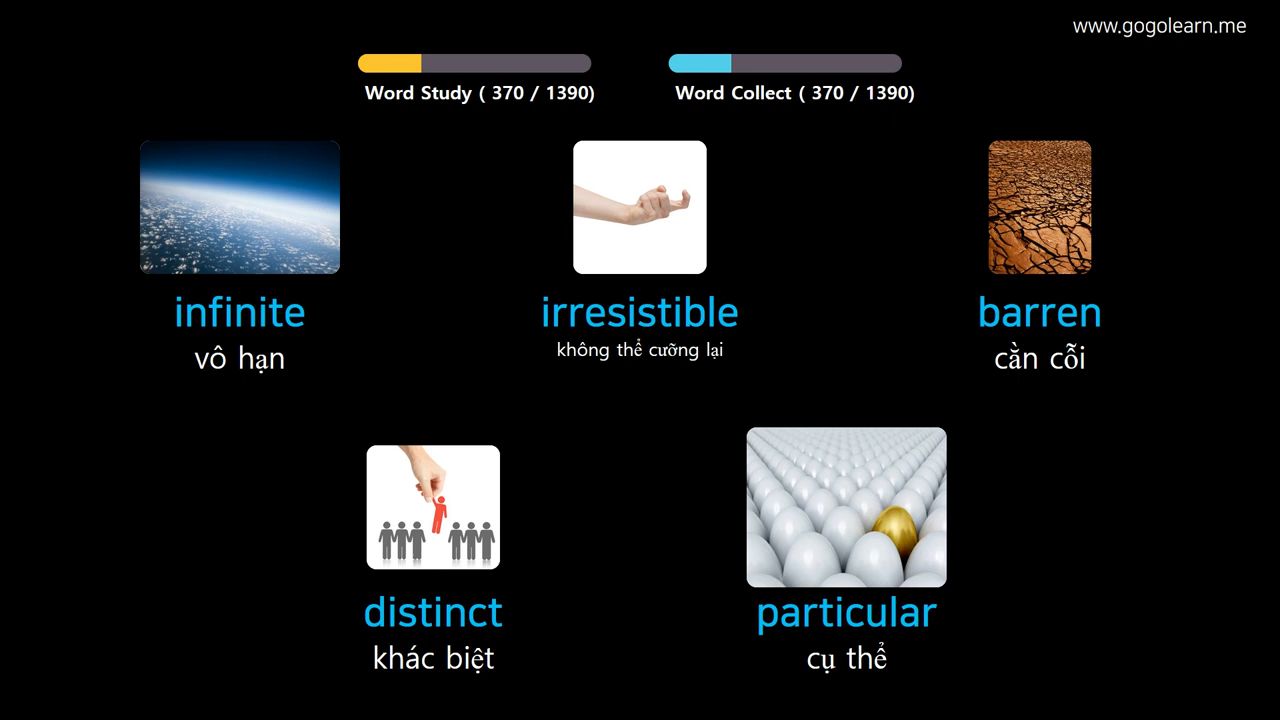 www.gogolearn.me
Word Study ( 370 / 1390)
Word Collect ( 370 / 1390)
infinite
vô hạn
irresistible
không thể cưỡng lại
barren
cằn cỗi
distinct
khác biệt
particular
cụ thể